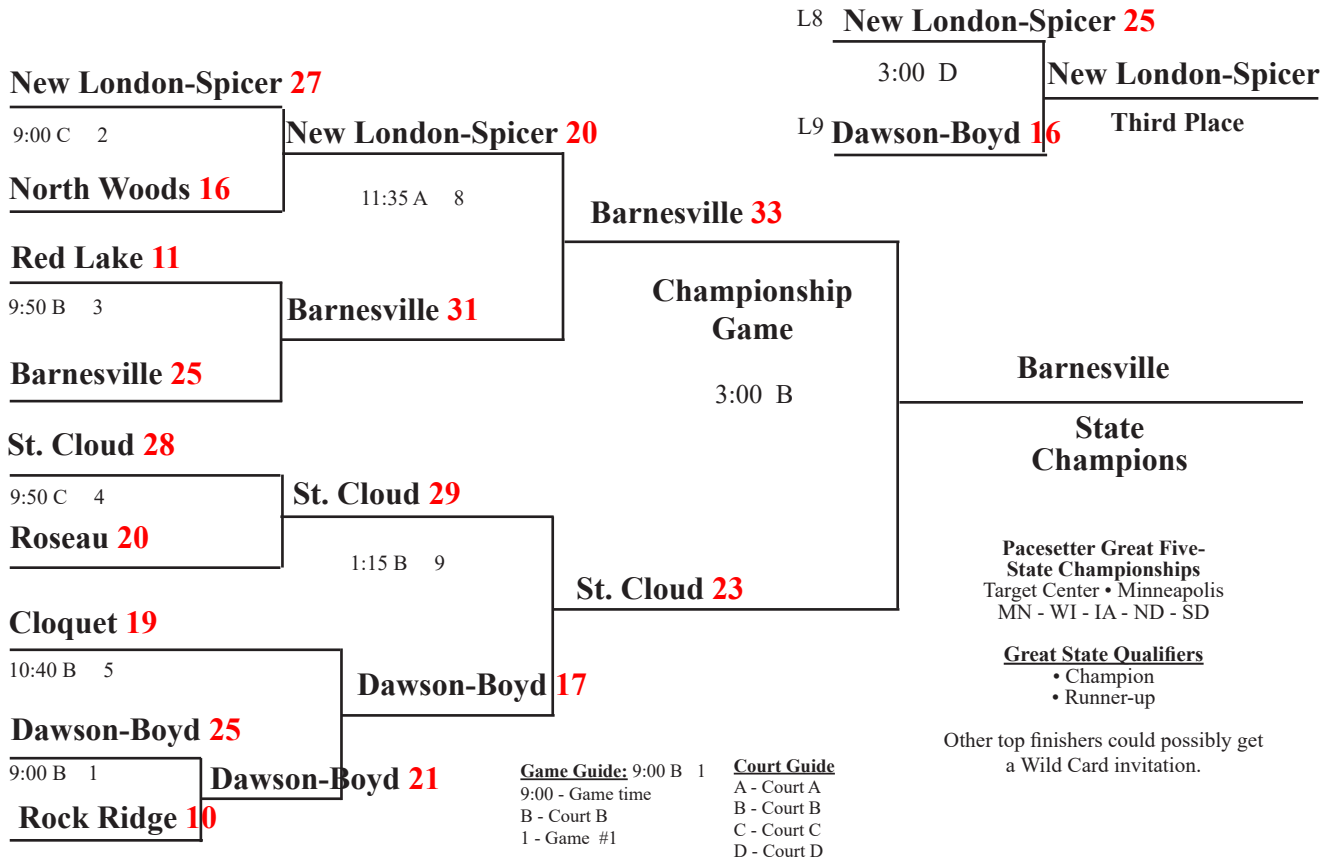 L8 New London-Spicer 25
3:00 D
L9 Dawson-Boyd 16
New London-Spicer
Third Place
New London-Spicer 27
9:00 C 2
North Woods 16
New London-Spicer 20
11:35 A 8
Red Lake 11
9:50 B 3
Barnesville 25
Barnesville 31
Barnesville 33
Championship
Game
3:00 B
Barnesville
State
Champions
St. Cloud 28
9:50 C 4
Roseau 20
St. Cloud 29
1:15 B 9
St. Cloud 23
Cloquet 19
10:40 B 5
Dawson-Boyd 17
Dawson-Boyd 25
9:00 B 1
Rock Ridge 10
Dawson-Boyd 21
Game Guide: 9:00 B 1
9:00 - Game time
B - Court B
1 - Game #1
Court Guide
A - Court A
B - Court B
C - Court C
D - Court D
Pacesetter Great Five-
State Championships
Target Center • Minneapolis
MN - WI - IA - ND - SD
Great State Qualifiers
• Champion
• Runner-up
Other top finishers could possibly get
a Wild Card invitation.